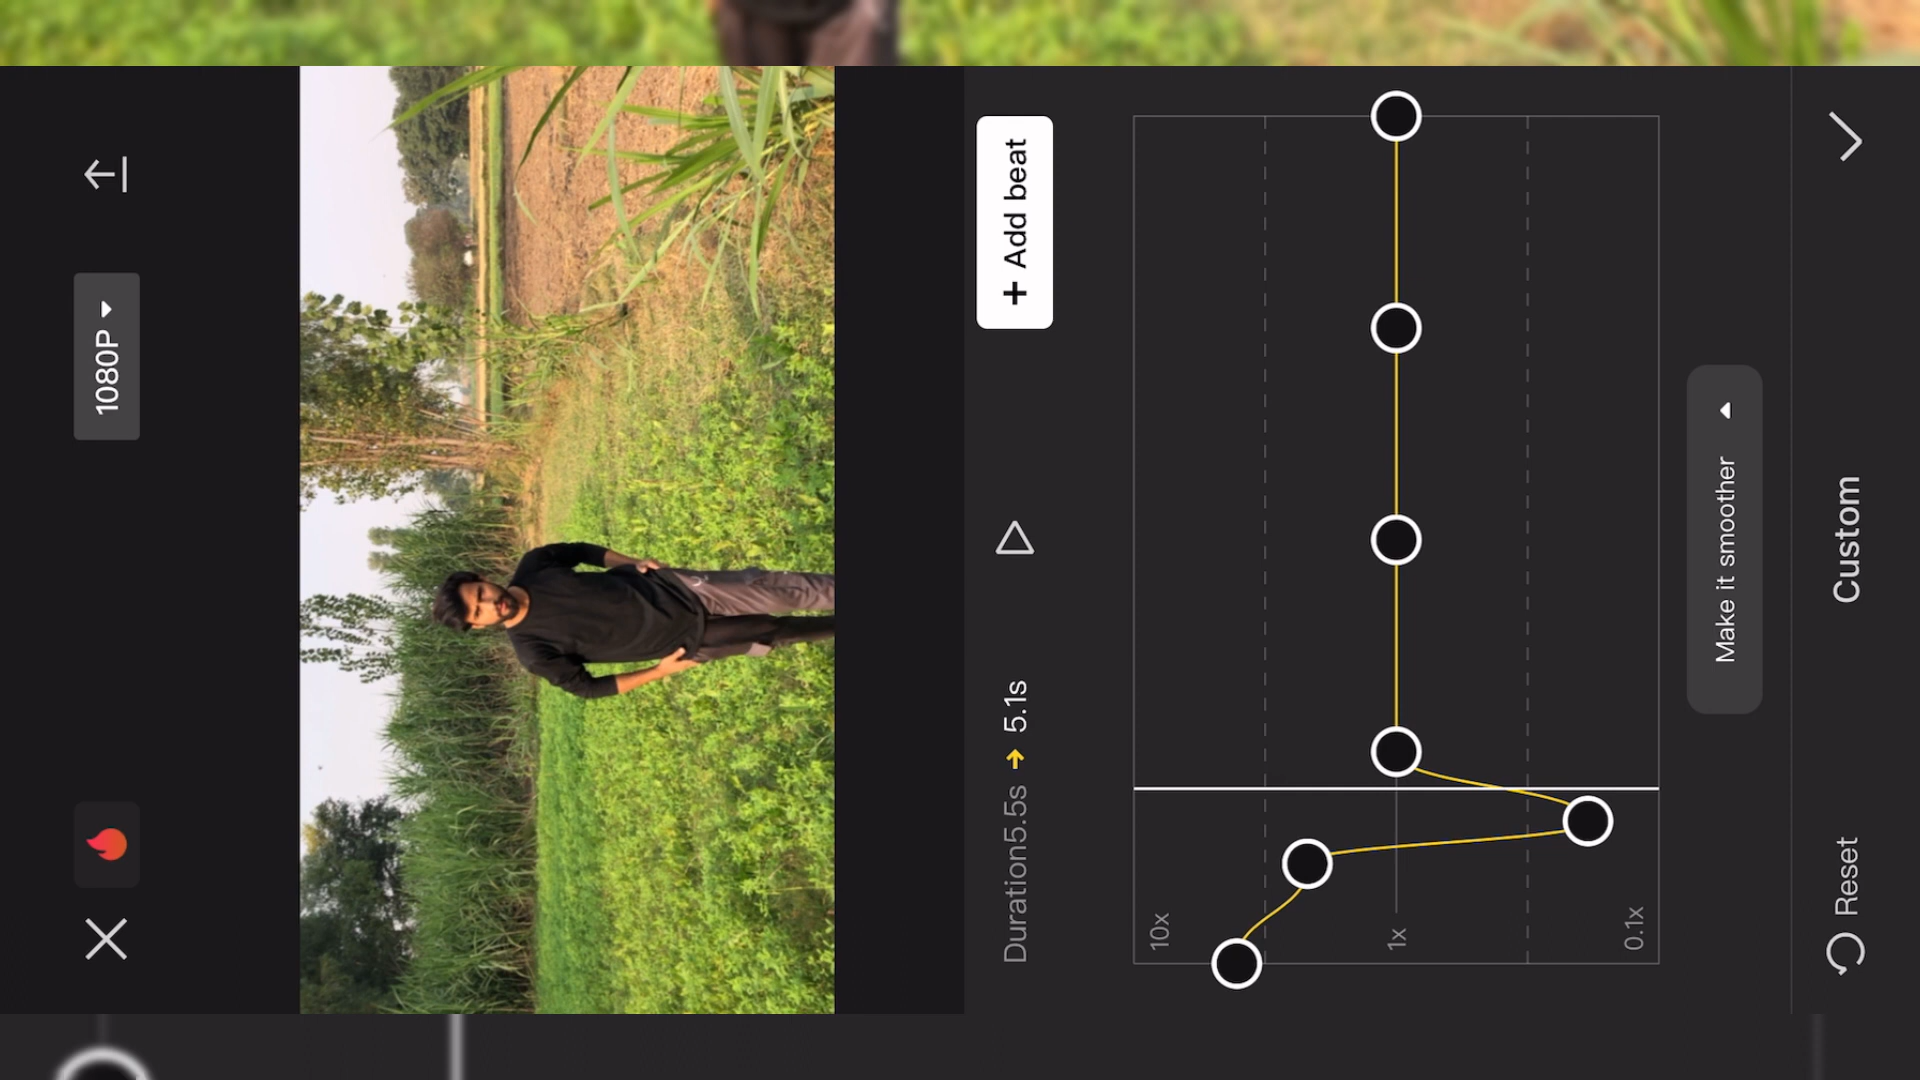 1080P
Duration5.5s → 5.1s
+ Add beat
10x
1x
0.1x
Make it smoother
Reset
Custom